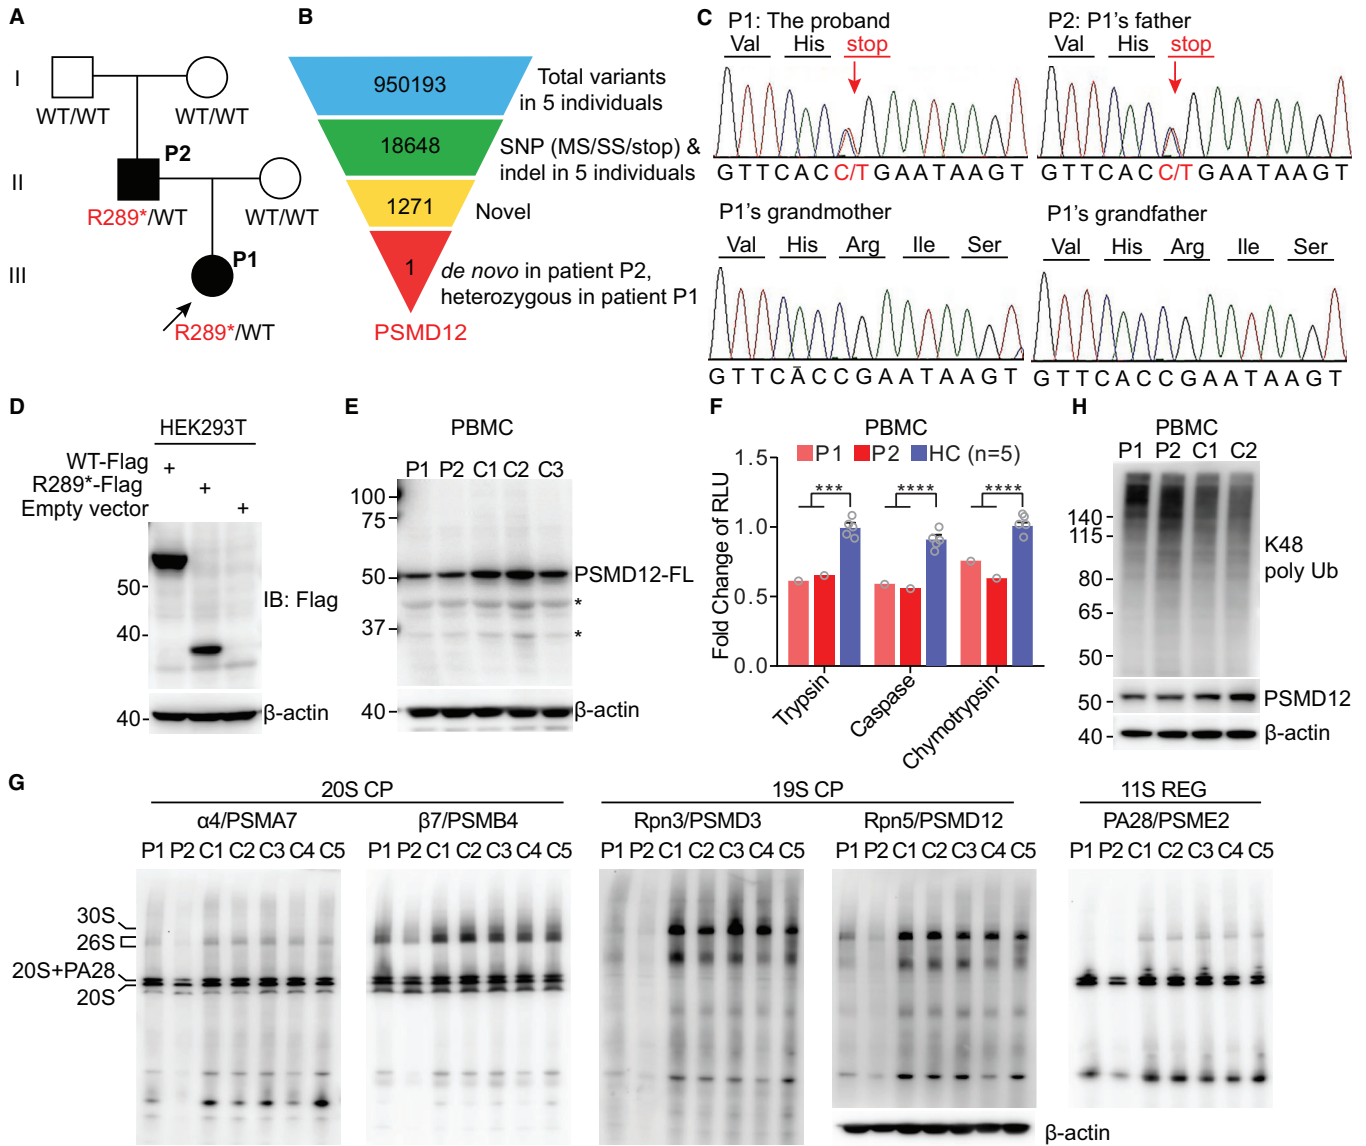 A
I
WT/WT WT/WT
P2
II
R289*/WT WT/WT
P1
III
R289*/WT
B
950193
Total variants
in 5 individuals
18648
SNP (MS/SS/stop) &
indel in 5 individuals
1271
Novel
1
de novo in patient P2,
heterozygous in patient P1
PSMD12
C
P1: The proband
Val His stop
G T T C A C C/T G A A T A A G T
P2: P1's father
Val His stop
G T T C A C C/T G A A T A A G T
P1's grandmother
Val His Arg Ile Ser
G T T C Ā C C G A A T A A G T
P1's grandfather
Val His Arg Ile Ser
G T T C A C C G A A T A A G T
D
HEK293T
WT-Flag +
R289*-Flag +
Empty vector +
50-
40-
IB: Flag
40-
β-actin
E
PBMC
P1 P2 C1 C2 C3
100-
75-
50-
PSMD12-FL
*
37-
*
40-
β-actin
F
PBMC
P1 P2 HC (n=5)
Fold Change of RLU
1.5
1.0
0.5
0.0
*** **** ****
Trypsin
Caspase
Chymotrypsin
H
PBMC
P1 P2 C1 C2
140-
115-
80-
65-
50-
K48
poly Ub
50-
PSMD12
40-
β-actin
G
20S CP
α4/PSMA7
P1 P2 C1 C2 C3 C4 C5
30S
26S
20S+PA28
20S
β7/PSMB4
P1 P2 C1 C2 C3 C4 C5
19S CP
Rpn3/PSMD3
P1 P2 C1 C2 C3 C4 C5
Rpn5/PSMD12
P1 P2 C1 C2 C3 C4 C5
β-actin
11S REG
PA28/PSME2
P1 P2 C1 C2 C3 C4 C5